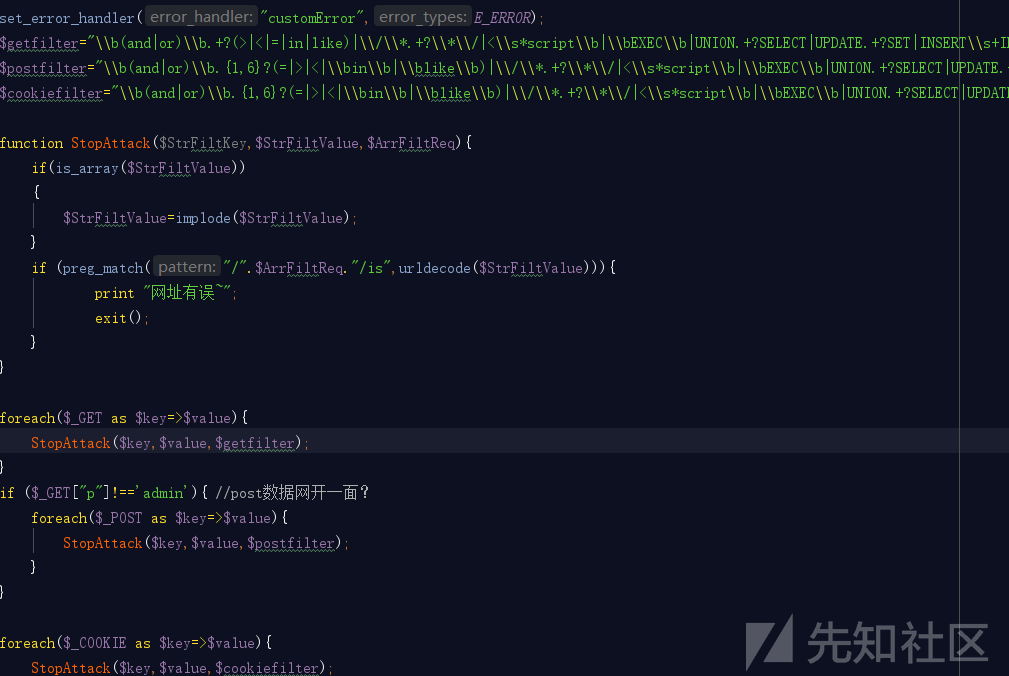 set_error_handler( error_handler: "customError", error_types: E_ERROR);
$getfilter="\\b(and|or)\\b.+?(>|<|=|in|like)|\\/\\*.+?\\*\\/|<\\s*script\\b|\\bEXEC\\b|UNION.+?SELECT|UPDATE.+?SET|INSERT\\s+I
$postfilter="\\b(and|or)\\b.{1,6}?(=|>|<|\\bin\\b|\\blike\\b)|\\/\\*.+?\\*\\/|<\\s*script\\b|\\bEXEC\\b|UNION.+?SELECT|UPDATE.
$cookiefilter="\\b(and|or)\\b.{1,6}?(=|>|<|\\bin\\b|\\blike\\b)|\\/\\*.+?\\*\\/|<\\s*script\\b|\\bEXEC\\b|UNION.+?SELECT|UPDAT
function StopAttack($StrFiltKey,$StrFiltValue,$ArrFiltReq){
if(is_array($StrFiltValue))
{
$StrFiltValue=implode($StrFiltValue);
}
if (preg_match( pattern: "/".$ArrFiltReq."/is",urldecode($StrFiltValue))){
print "网址有误~";
exit();
}
}
foreach($_GET as $key=>$value){
StopAttack($key,$value,$getfilter);
}
if ($_GET["p"]!=='admin'){ //post数据网开一面？
foreach($_POST as $key=>$value){
StopAttack($key,$value,$postfilter);
}
}
foreach($_COOKIE as $key=>$value){
StopAttack($key,$value,$cookiefilter);
先知社区